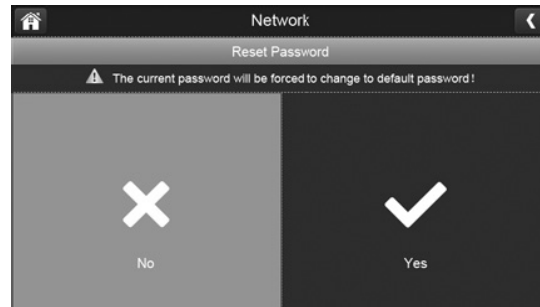 Network
Reset Password
The current password will be forced to change to default password!
No
Yes